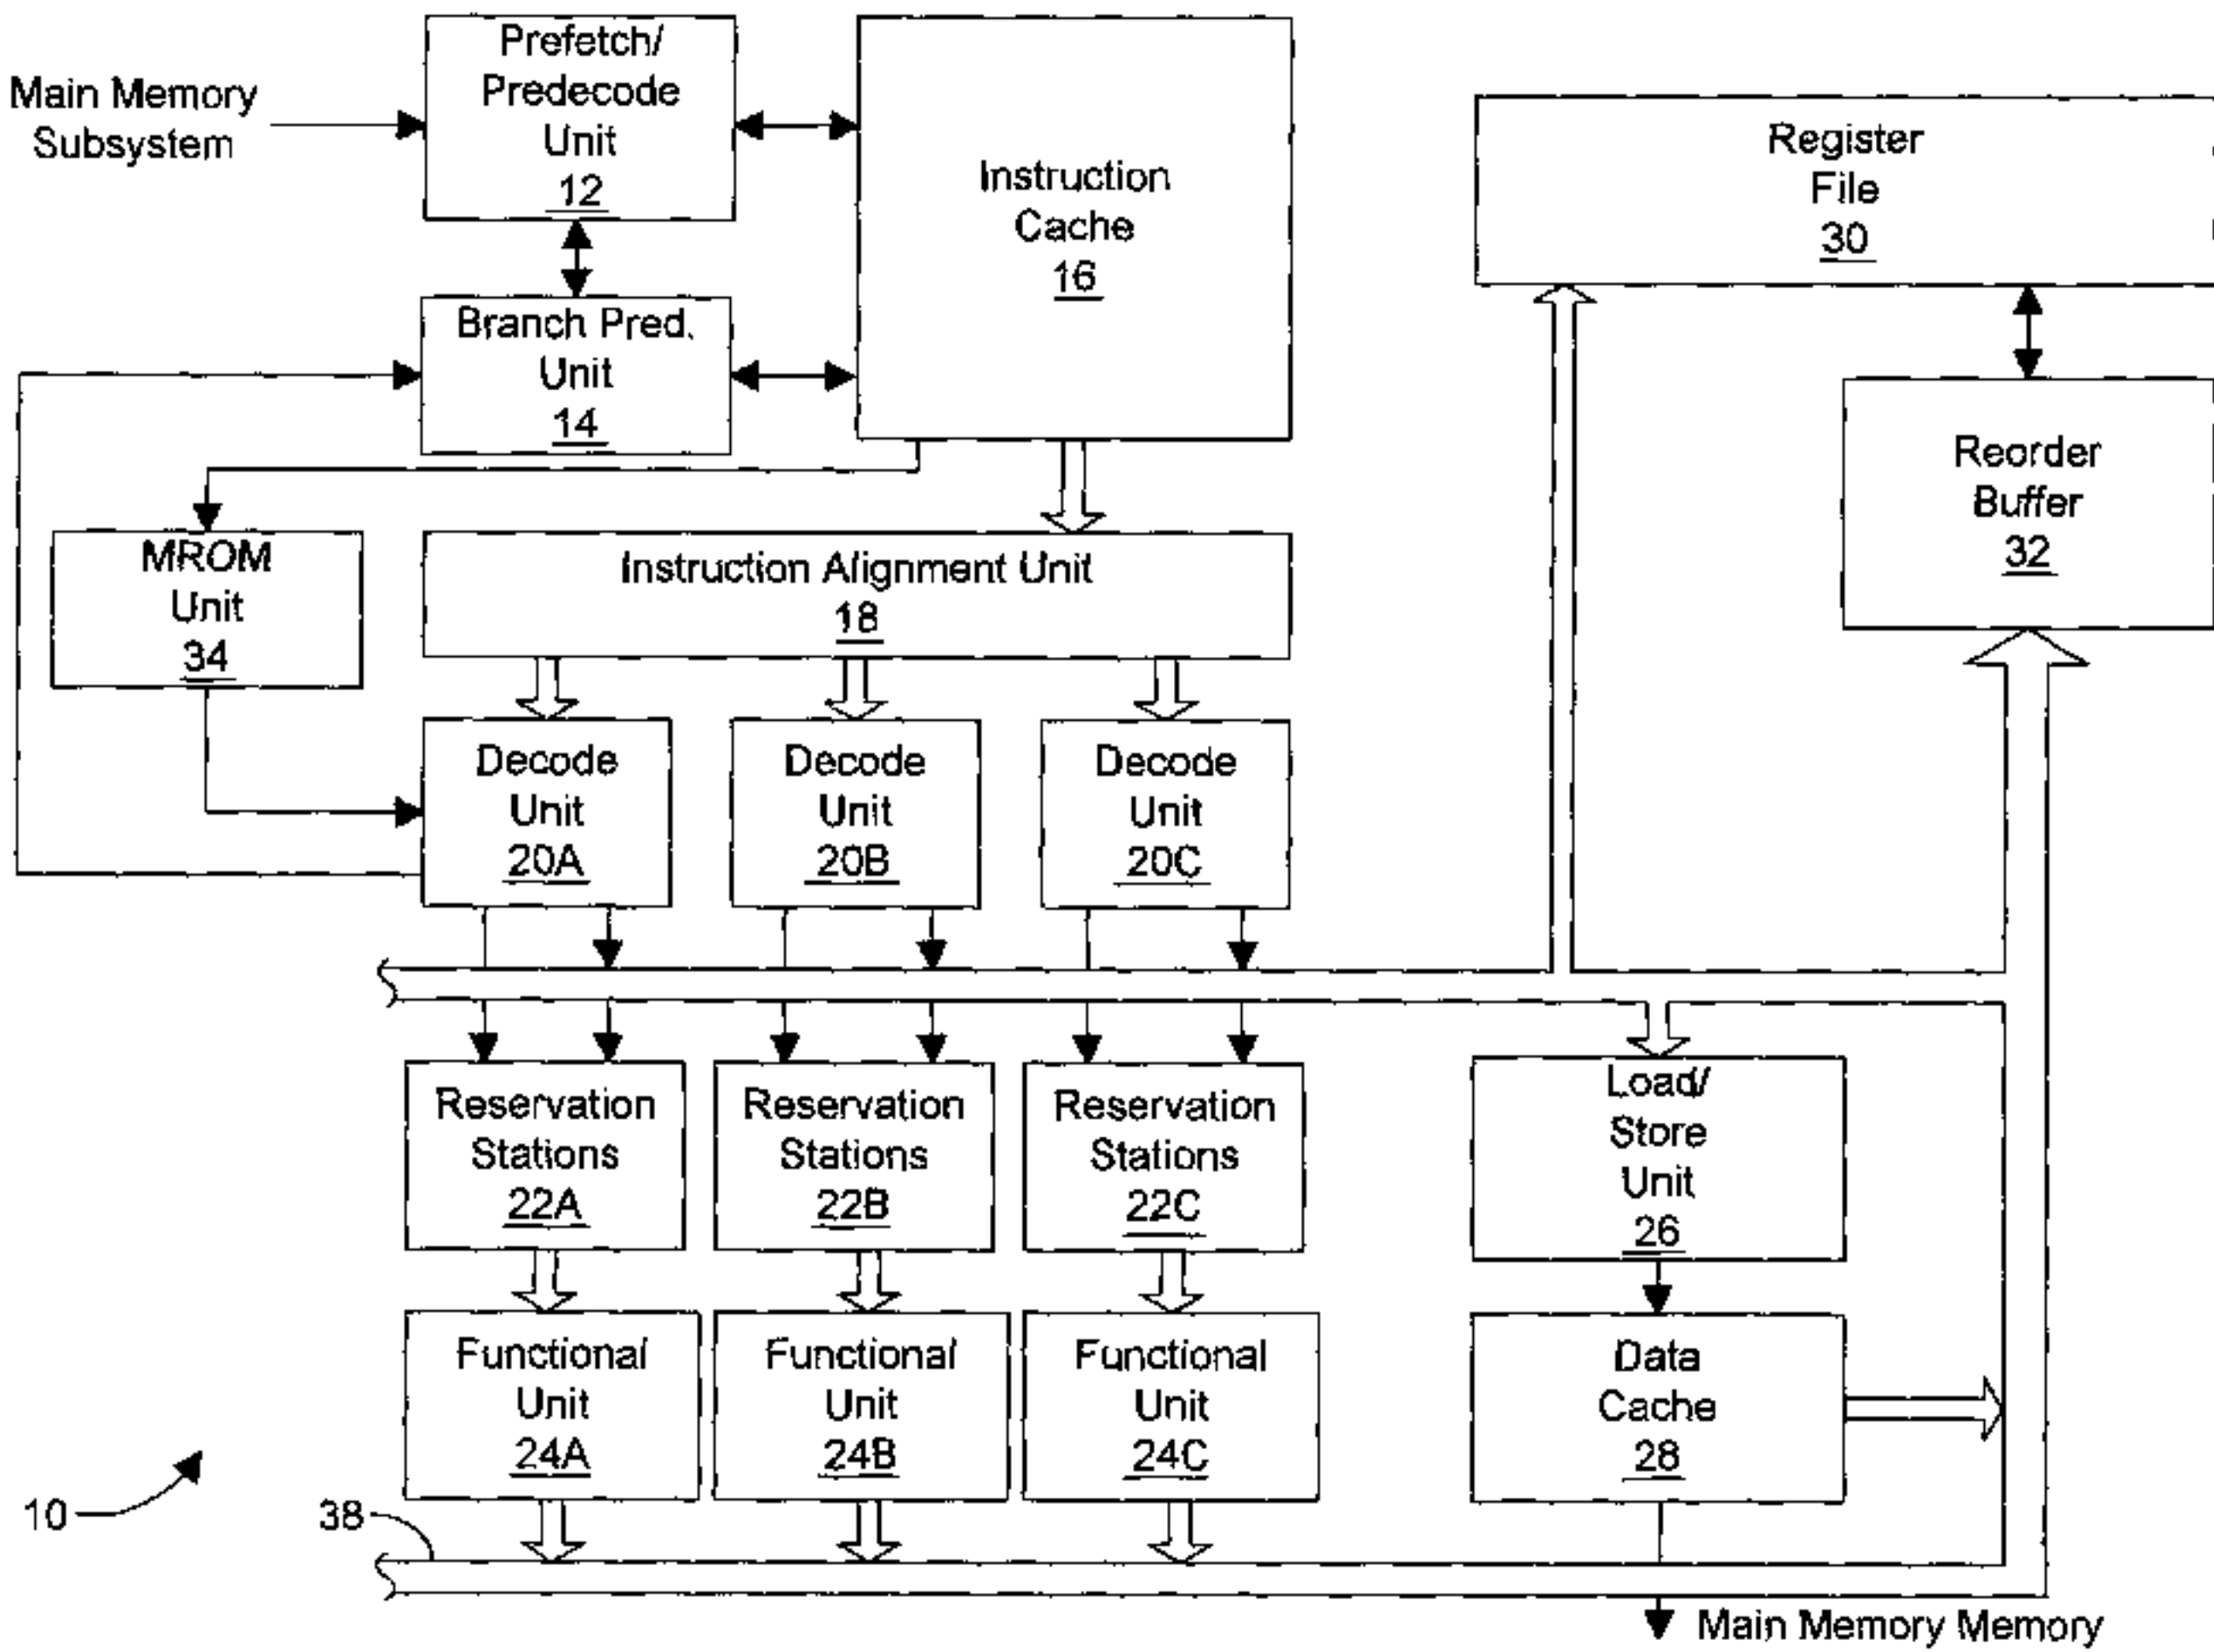 Main Memory
Subsystem
Prefetch/
Predecode
Unit
12
Instruction
Cache
16
Register
File
30
Branch Pred.
Unit
14
Reorder
Buffer
32
MROM
Unit
34
Instruction Alignment Unit
18
Decode
Unit
20A
Decode
Unit
20B
Decode
Unit
20C
Reservation
Stations
22A
Reservation
Stations
22B
Reservation
Stations
22C
Load/
Store
Unit
26
Functional
Unit
24A
Functional
Unit
24B
Functional
Unit
24C
Data
Cache
28
10
38
Main Memory Memory